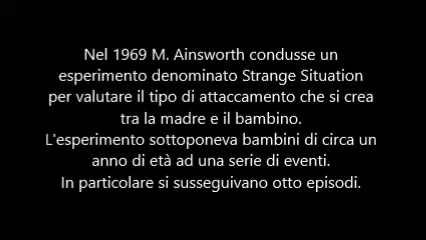 Nel 1969 M. Ainsworth condusse un
esperimento denominato Strange Situation
per valutare il tipo di attaccamento che si crea
tra la madre e il bambino.
L'esperimento sottoponeva bambini di circa un
anno di età ad una serie di eventi.
In particolare si susseguivano otto episodi.